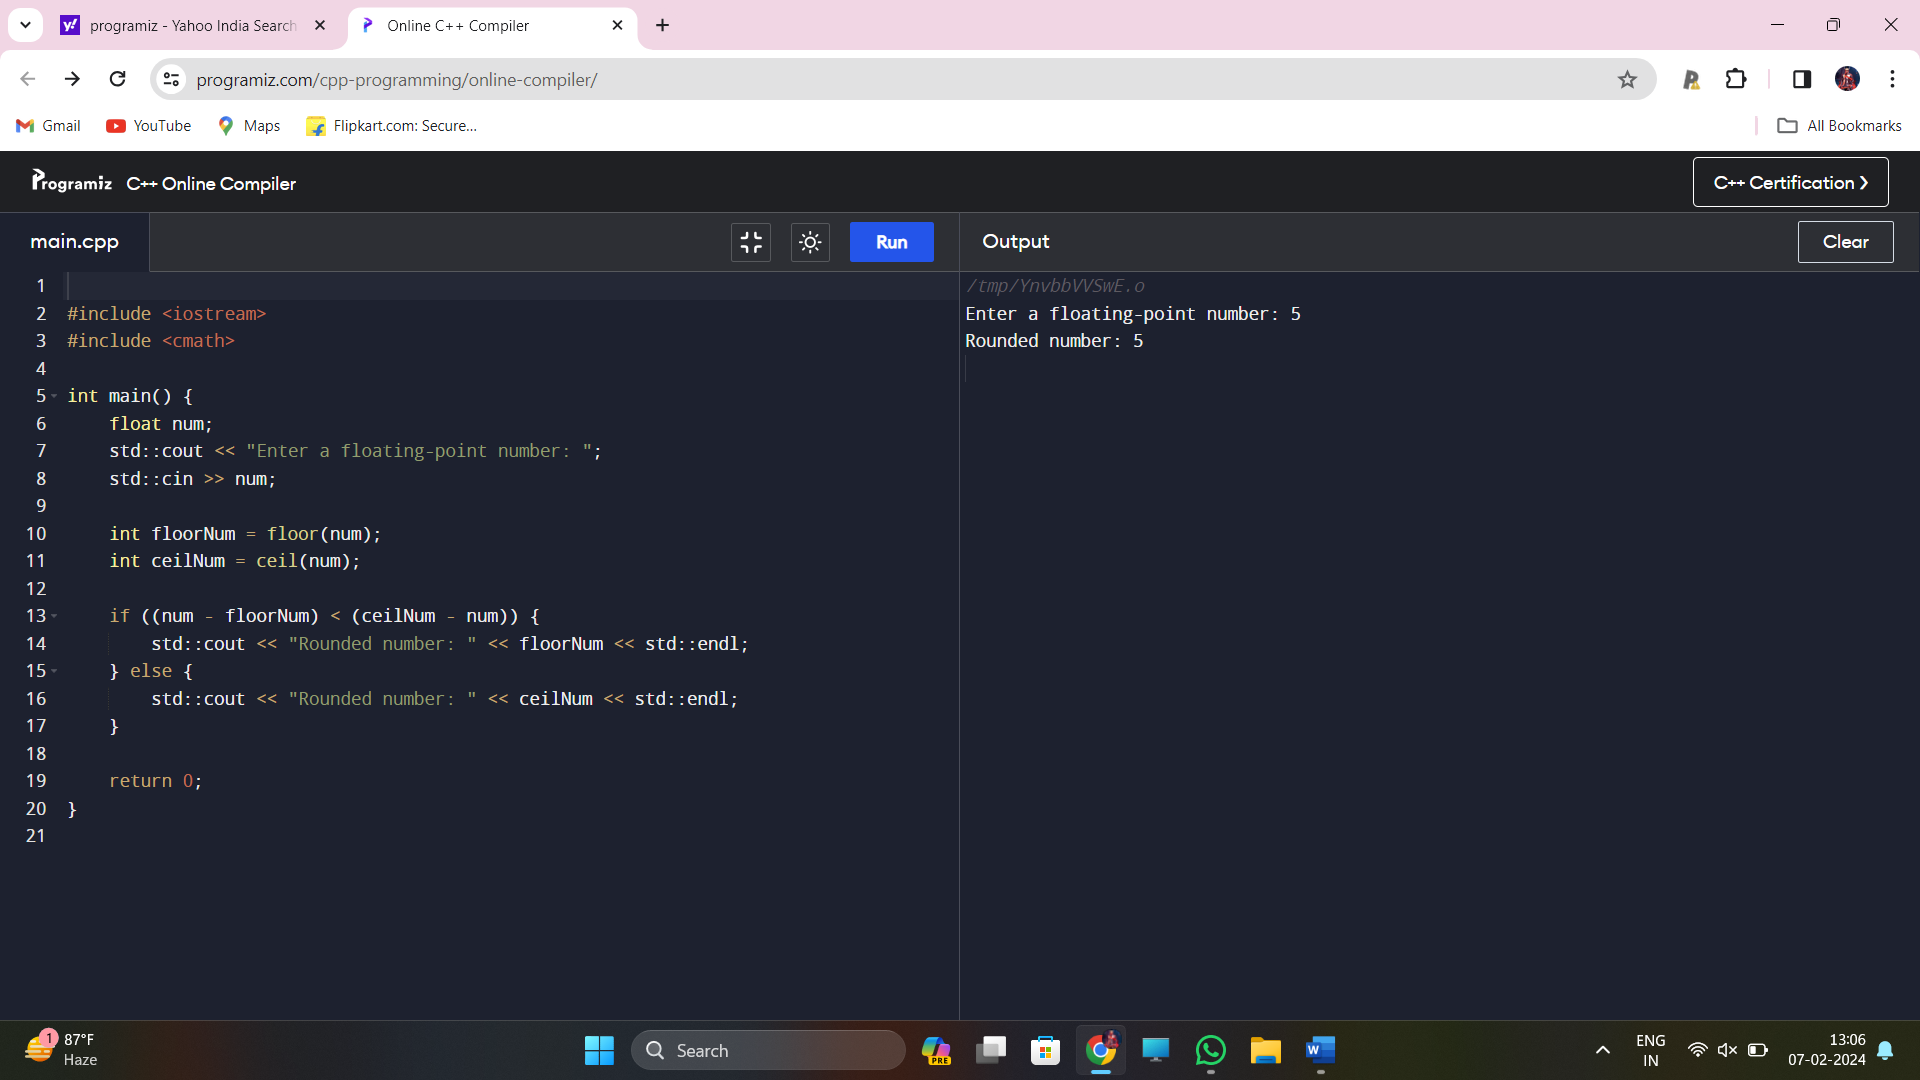 programiz - Yahoo India Search
Online C++ Compiler
programiz.com/cpp-programming/online-compiler/
Gmail
YouTube
Maps
Flipkart.com: Secure...
All Bookmarks
Programiz
C++ Online Compiler
C++ Certification >
main.cpp
Run
Output
Clear
1
2 #include <iostream>
3 #include <cmath>
4
5 int main() {
6     float num;
7     std::cout << "Enter a floating-point number: ";
8     std::cin >> num;
9
10     int floorNum = floor(num);
11     int ceilNum = ceil(num);
12
13     if ((num - floorNum) < (ceilNum - num)) {
14         std::cout << "Rounded number: " << floorNum << std::endl;
15     } else {
16         std::cout << "Rounded number: " << ceilNum << std::endl;
17     }
18
19     return 0;
20 }
21
/tmp/YnvbbVVSwE.o
Enter a floating-point number: 5
Rounded number: 5
1
87°F
Haze
Search
PRE
W
ENG
IN
13:06
07-02-2024